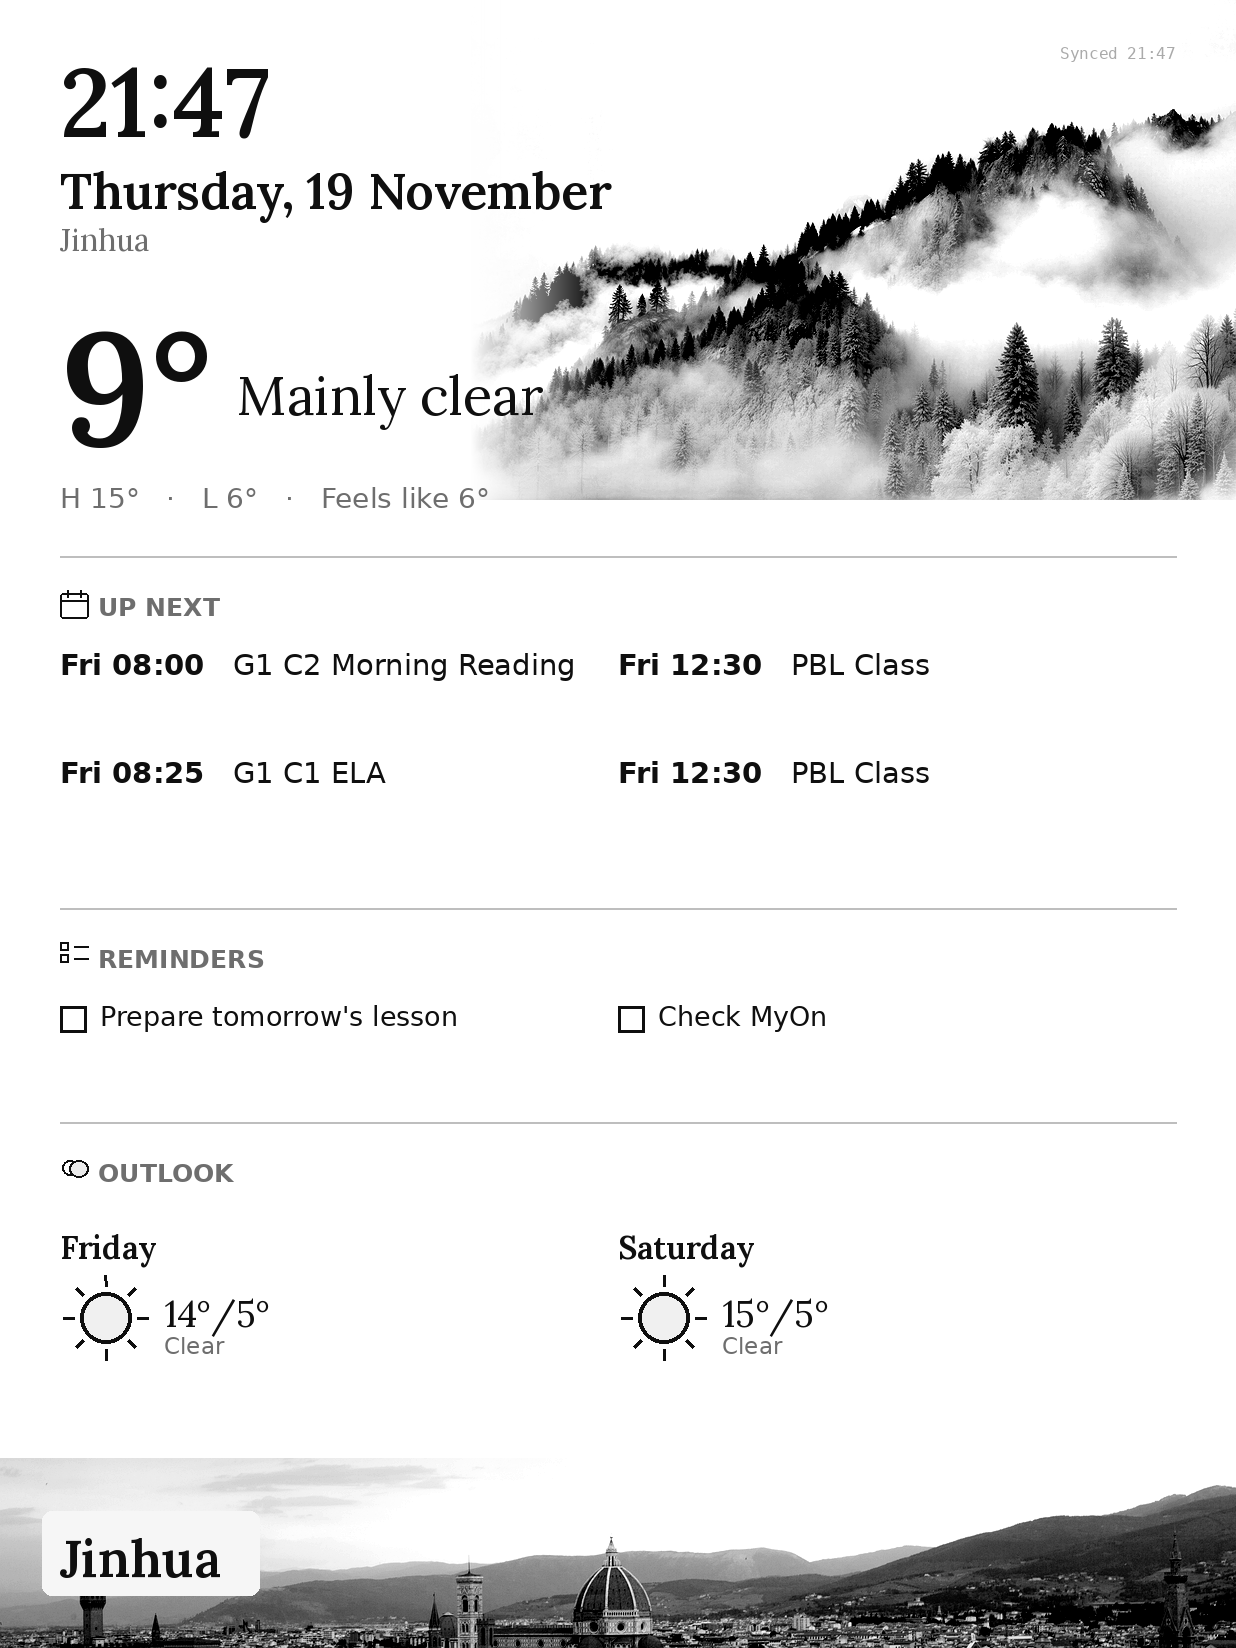 Synced 21:47
21:47
Thursday, 19 November
Jinhua
9° Mainly clear
H 15° · L 6° · Feels like 6°
UP NEXT
Fri 08:00 G1 C2 Morning Reading
Fri 12:30 PBL Class
Fri 08:25 G1 C1 ELA
Fri 12:30 PBL Class
REMINDERS
Prepare tomorrow's lesson
Check MyOn
OUTLOOK
Friday
14°/5°
Clear
Saturday
15°/5°
Clear
Jinhua